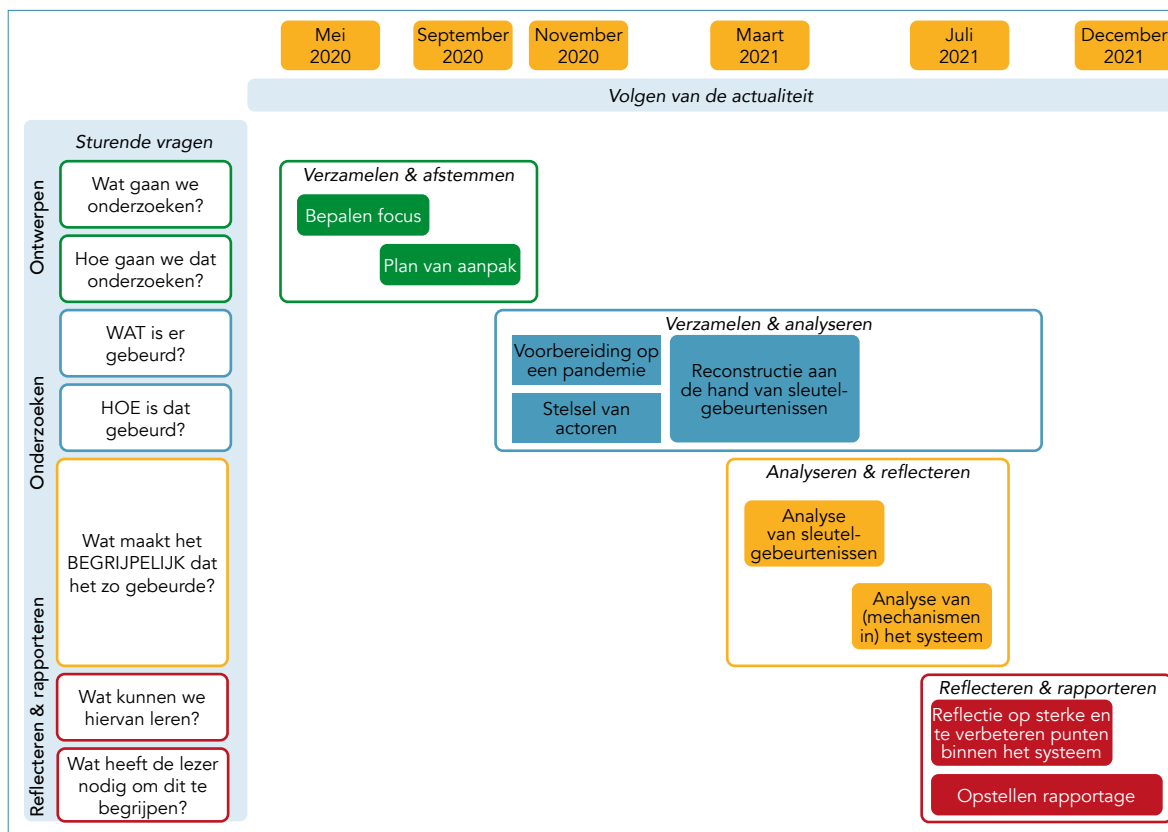 Mei
2020
September
2020
November
2020
Maart
2021
Juli
2021
December
2021
Volgen van de actualiteit
Sturende vragen
Ontwerpen
Wat gaan we
onderzoeken?
Hoe gaan we dat
onderzoeken?
Verzamelen & afstemmen
Bepalen focus
Plan van aanpak
Onderzoeken
WAT is er
gebeurd?
HOE is dat
gebeurd?
Verzamelen & analyseren
Voorbereiding op
een pandemie
Stelsel van
actoren
Reconstructie aan
de hand van sleutel-
gebeurtenissen
Wat maakt het
BEGRIJPELIJK dat
het zo gebeurde?
Analyseren & reflecteren
Analyse
van sleutel-
gebeurtenissen
Analyse van
(mechanismen
in) het systeem
Reflecteren & rapporteren
Wat kunnen we
hiervan leren?
Wat heeft de lezer
nodig om dit te
begrijpen?
Reflecteren & rapporteren
Reflectie op sterke en
te verbeteren punten
binnen het systeem
Opstellen rapportage